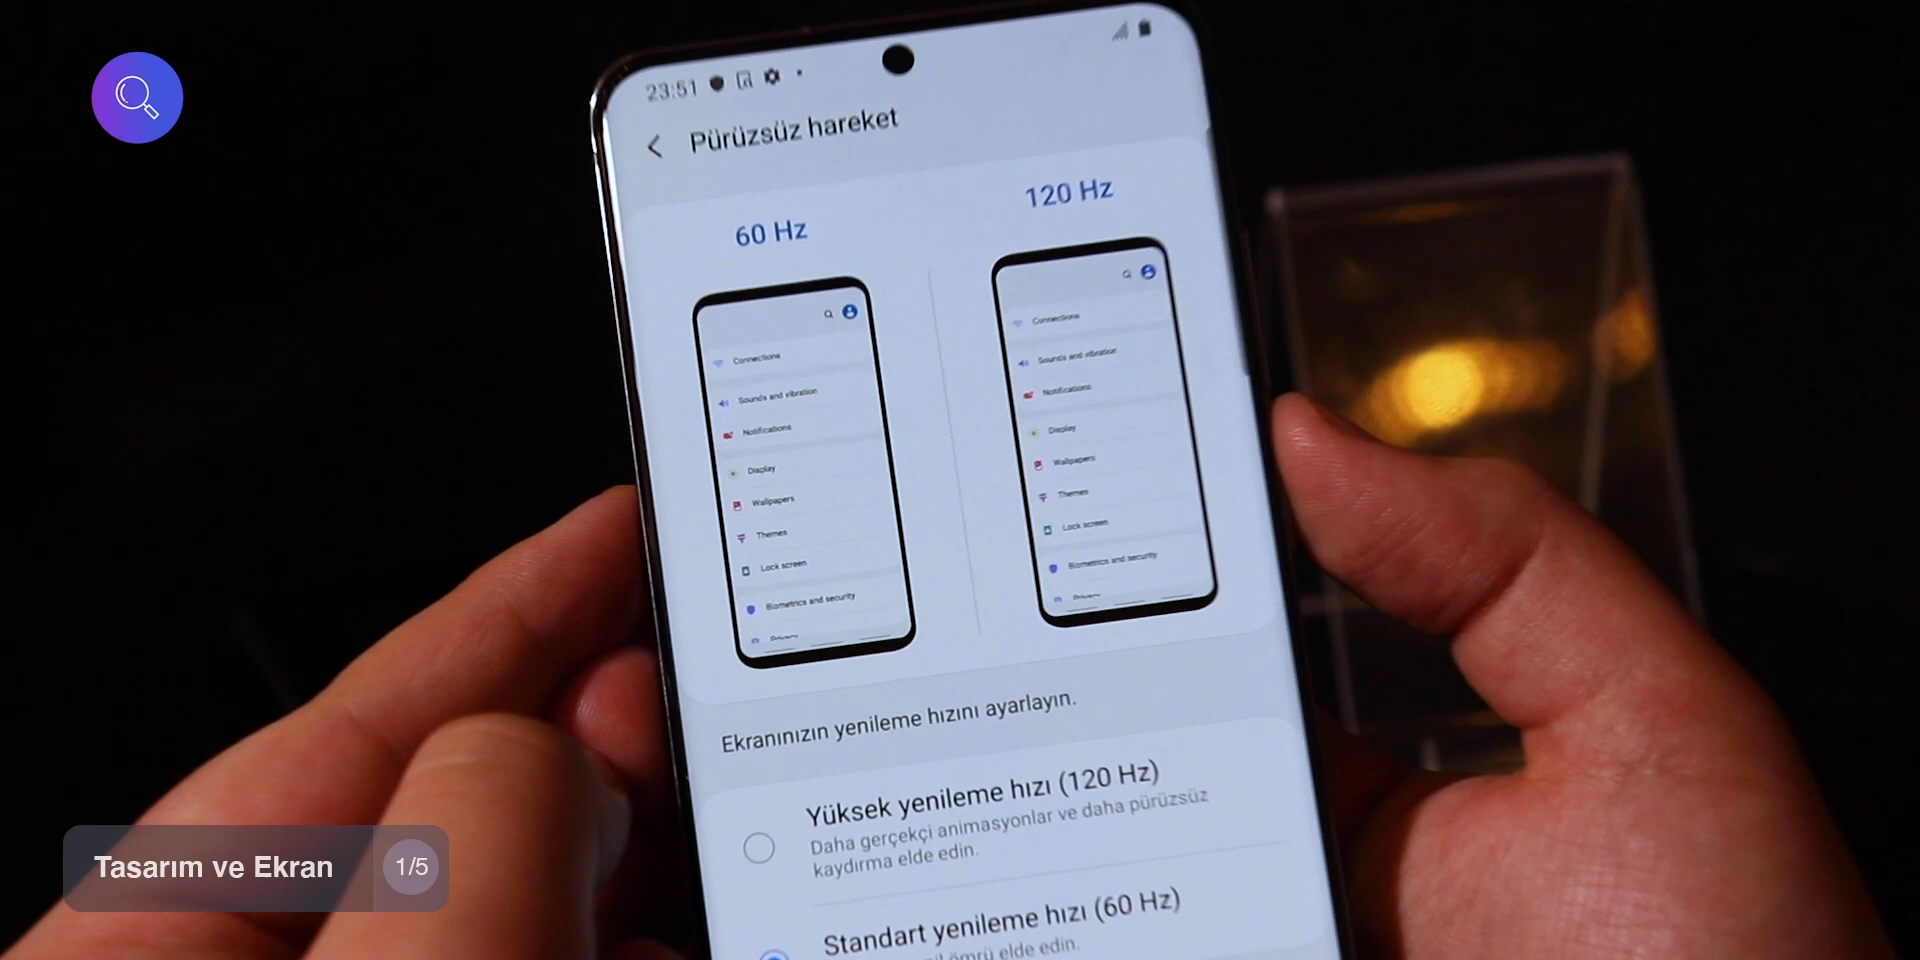 23:51
Pürüzsüz hareket
60 Hz
120 Hz
Connections
Sounds and vibration
Notifications
Display
Wallpapers
Themes
Lock screen
Biometrics and security
Privacy
Connections
Sounds and vibration
Notifications
Display
Wallpapers
Themes
Lock screen
Biometrics and security
Privacy
Ekranınızın yenileme hızını ayarlayın.
Yüksek yenileme hızı (120 Hz)
Daha gerçekçi animasyonlar ve daha pürüzsüz
kaydırma elde edin.
Standart yenileme hızı (60 Hz)
ömrü elde edin.
Tasarım ve Ekran
1/5